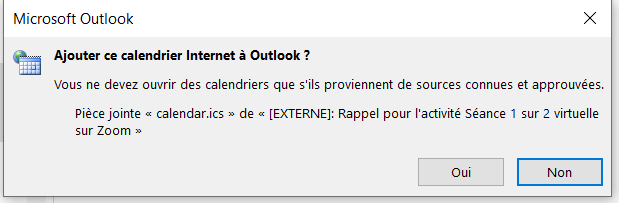 Microsoft Outlook
Ajouter ce calendrier Internet à Outlook ?
Vous ne devez ouvrir des calendriers que s'ils proviennent de sources connues et approuvées.
Pièce jointe « calendar.ics » de « [EXTERNE]: Rappel pour l'activité Séance 1 sur 2 virtuelle
sur Zoom »
Oui
Non